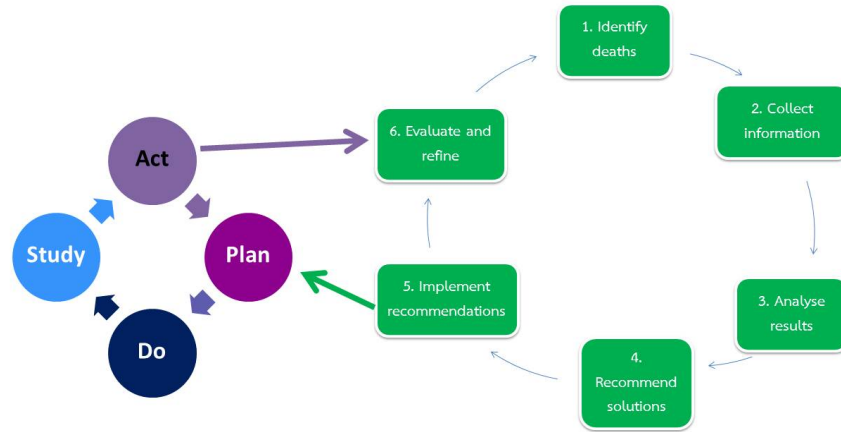 1. Identify
deaths
2. Collect
information
3. Analyse
results
4.
Recommend
solutions
5. Implement
recommendations
6. Evaluate and
refine
Act
Plan
Do
Study